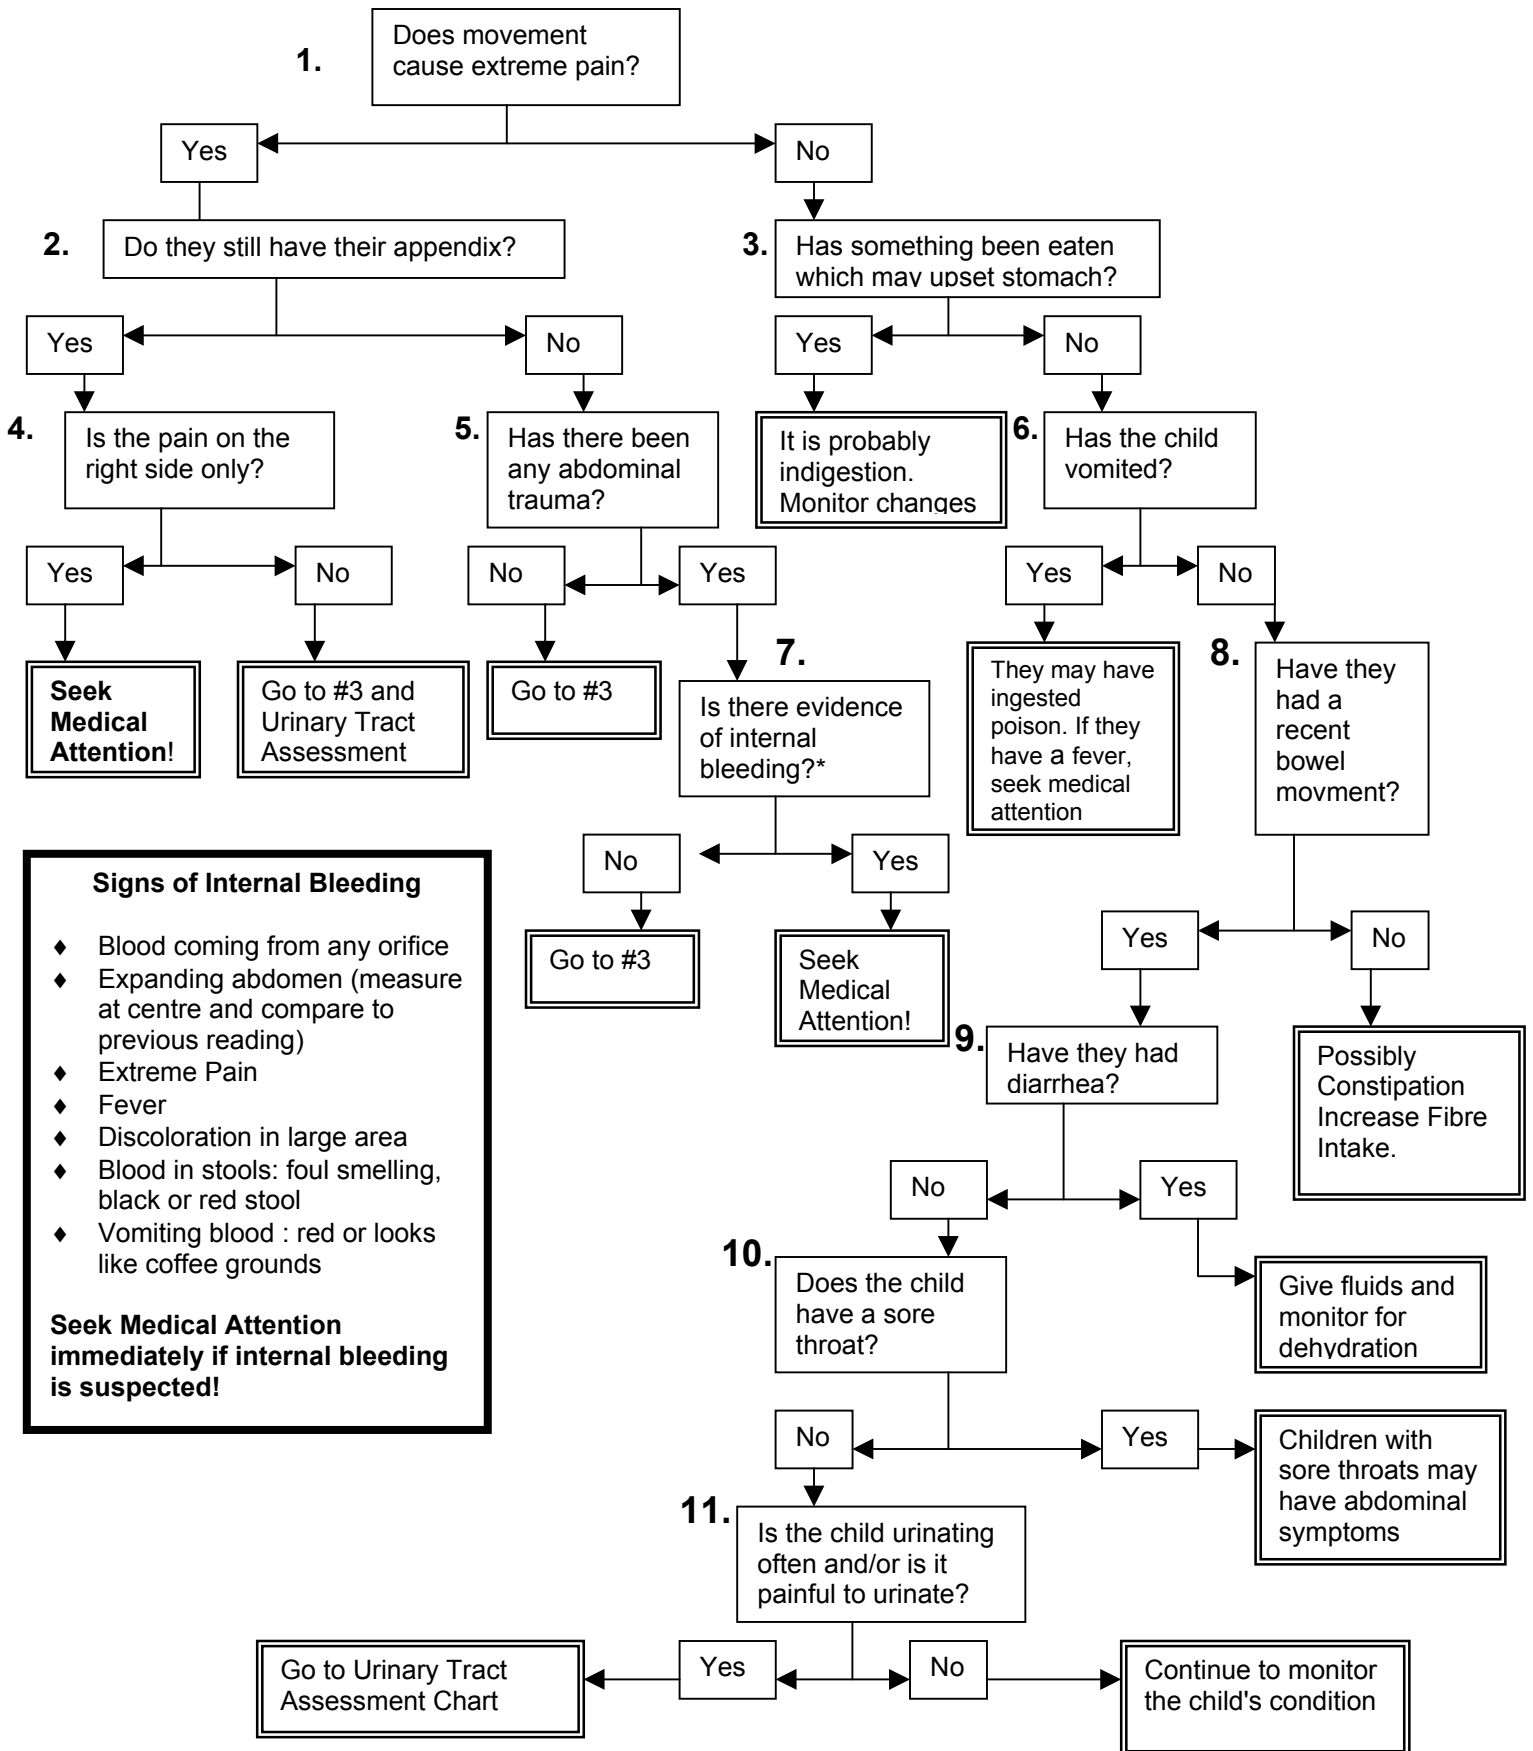 1.
Does movement
cause extreme pain?
Yes
No
2.
Do they still have their appendix?
3.
Has something been eaten
which may upset stomach?
Yes
No
Yes
No
4.
Is the pain on the
right side only?
5.
Has there been
any abdominal
trauma?
It is probably
indigestion.
Monitor changes
6.
Has the child
vomited?
Yes
No
No
Yes
Yes
No
Seek
Medical
Attention!
Go to #3 and
Urinary Tract
Assessment
Go to #3
7.
Is there evidence
of internal
bleeding?*
They may have
ingested
poison. If they
have a fever,
seek medical
attention
8.
Have they
had a
recent
bowel
movment?
No
Yes
Go to #3
Seek
Medical
Attention!
Yes
No
Signs of Internal Bleeding
♦ Blood coming from any orifice
♦ Expanding abdomen (measure
at centre and compare to
previous reading)
♦ Extreme Pain
♦ Fever
♦ Discoloration in large area
♦ Blood in stools: foul smelling,
black or red stool
♦ Vomiting blood : red or looks
like coffee grounds
Seek Medical Attention
immediately if internal bleeding
is suspected!
9.
Have they had
diarrhea?
Possibly
Constipation
Increase Fibre
Intake.
No
Yes
10.
Does the child
have a sore
throat?
Give fluids and
monitor for
dehydration
No
Yes
Children with
sore throats may
have abdominal
symptoms
11.
Is the child urinating
often and/or is it
painful to urinate?
Go to Urinary Tract
Assessment Chart
Yes
No
Continue to monitor
the child's condition